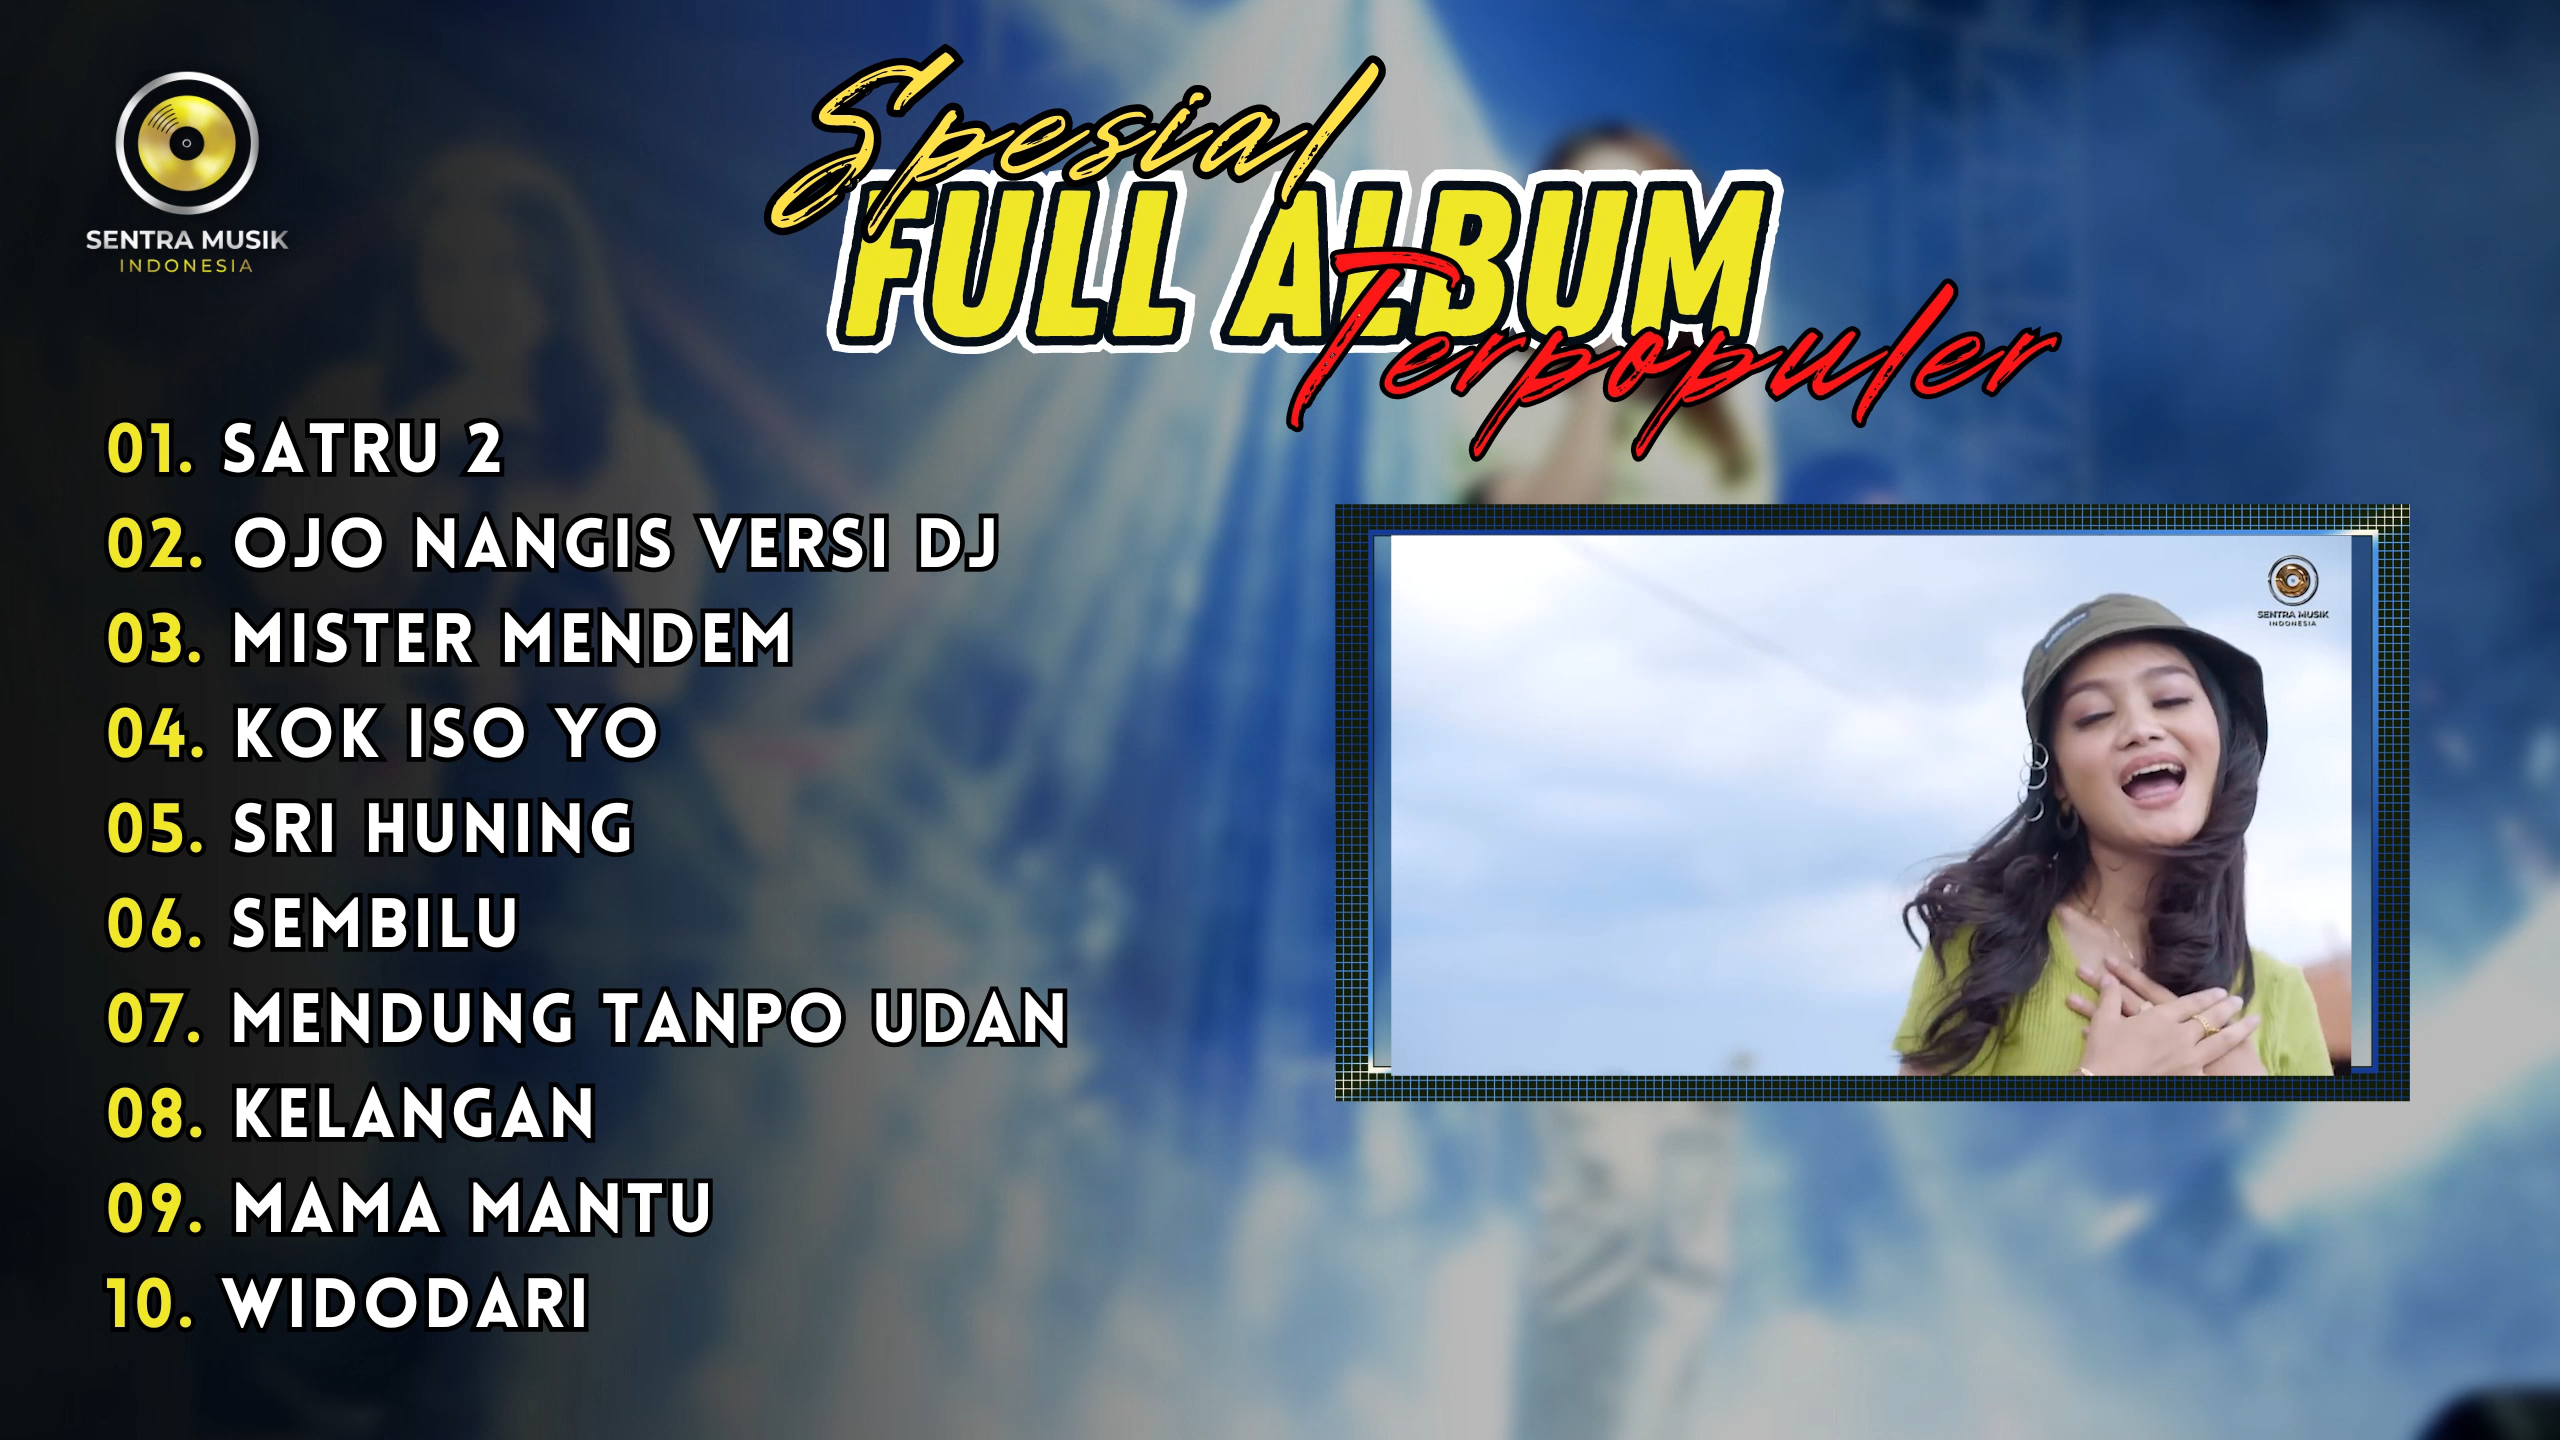 SENTRA MUSIK
INDONESIA
Spesial
FULL ALBUM
Terpopuler
01. SATRU 2
02. OJO NANGIS VERSI DJ
03. MISTER MENDEM
04. KOK ISO YO
05. SRI HUNING
06. SEMBILU
07. MENDUNG TANPO UDAN
08. KELANGAN
09. MAMA MANTU
10. WIDODARI
SENTRA MUSIK
INDONESIA